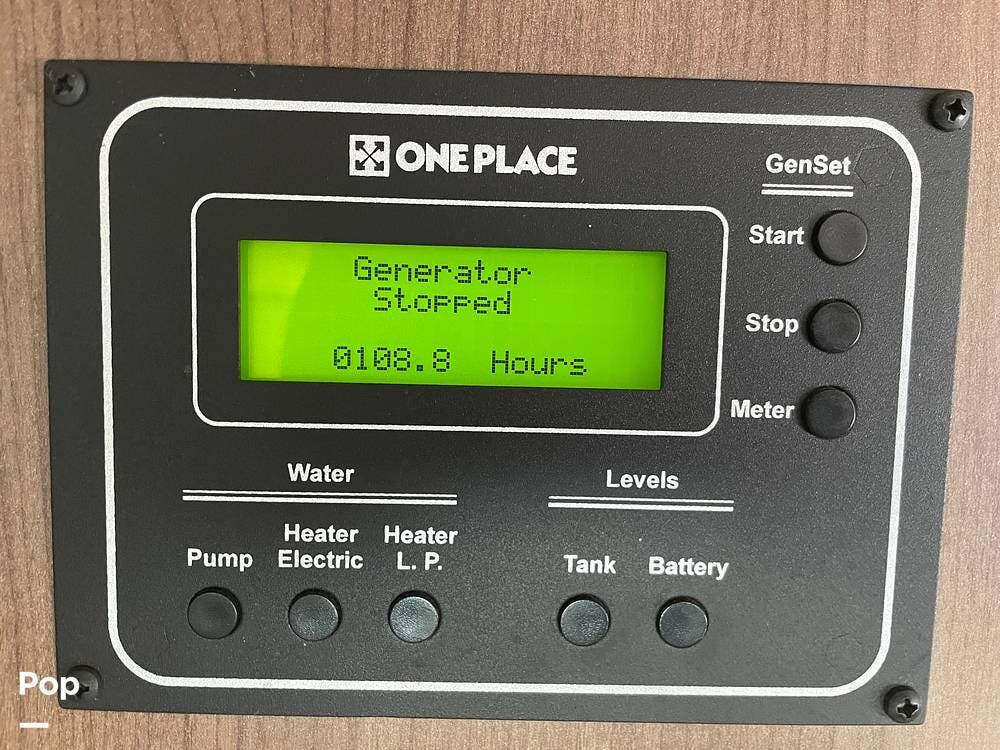 ONE PLACE
GenSet
Start
Generator
Stopped
Stop
0108.8 Hours
Meter
Water
Levels
Pump
Heater
Electric
Heater
L. P.
Tank
Battery
Pop